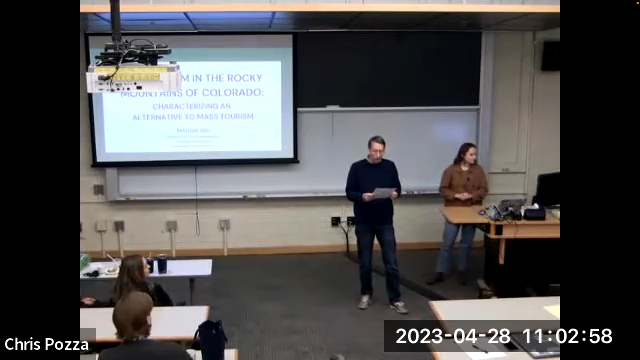 M IN THE ROCKY
MOUNTAINS OF COLORADO:
CHARACTERIZING AN
ALTERNATIVE TO MASS TOURISM
Chris Pozza
2023-04-28 11:02:58